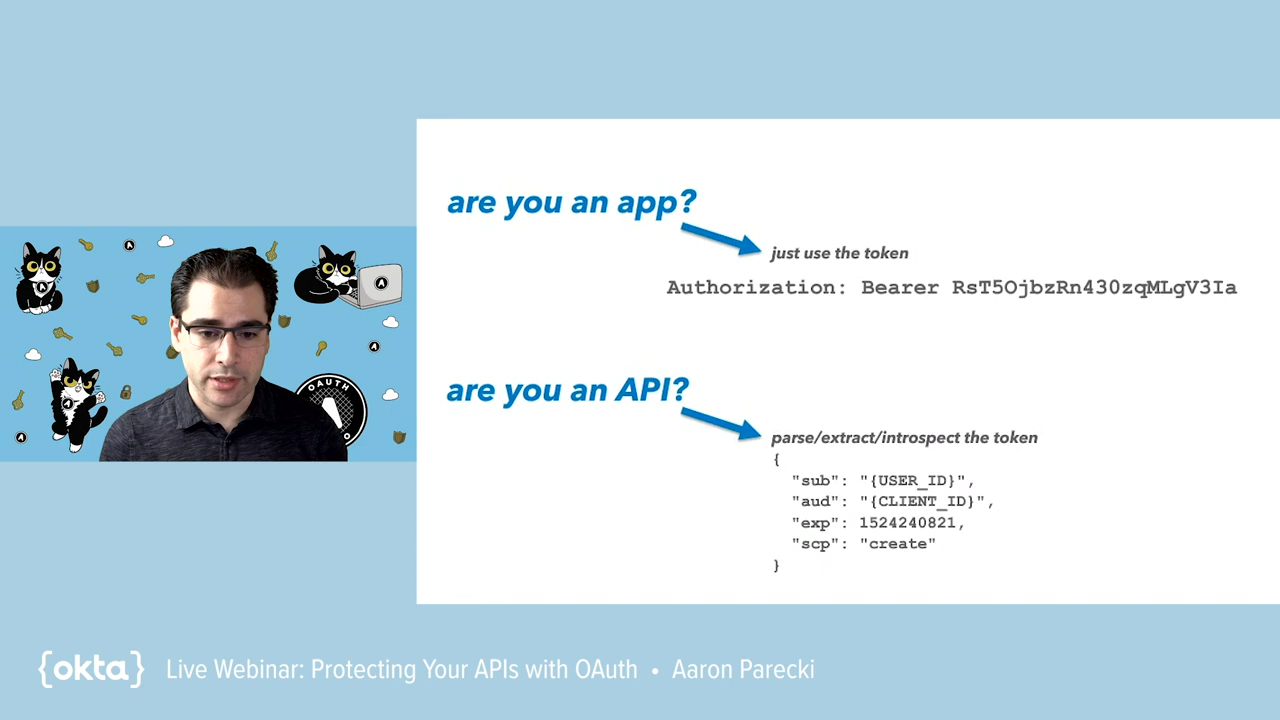 are you an app?
just use the token
Authorization: Bearer RsT5OjbzRn430zqMLgV3Ia
are you an API?
parse/extract/introspect the token
{
"sub": "{USER_ID}",
"aud": "{CLIENT_ID}",
"exp": 1524240821,
"scp": "create"
}
OAUTH
{okta} Live Webinar: Protecting Your APIs with OAuth • Aaron Parecki